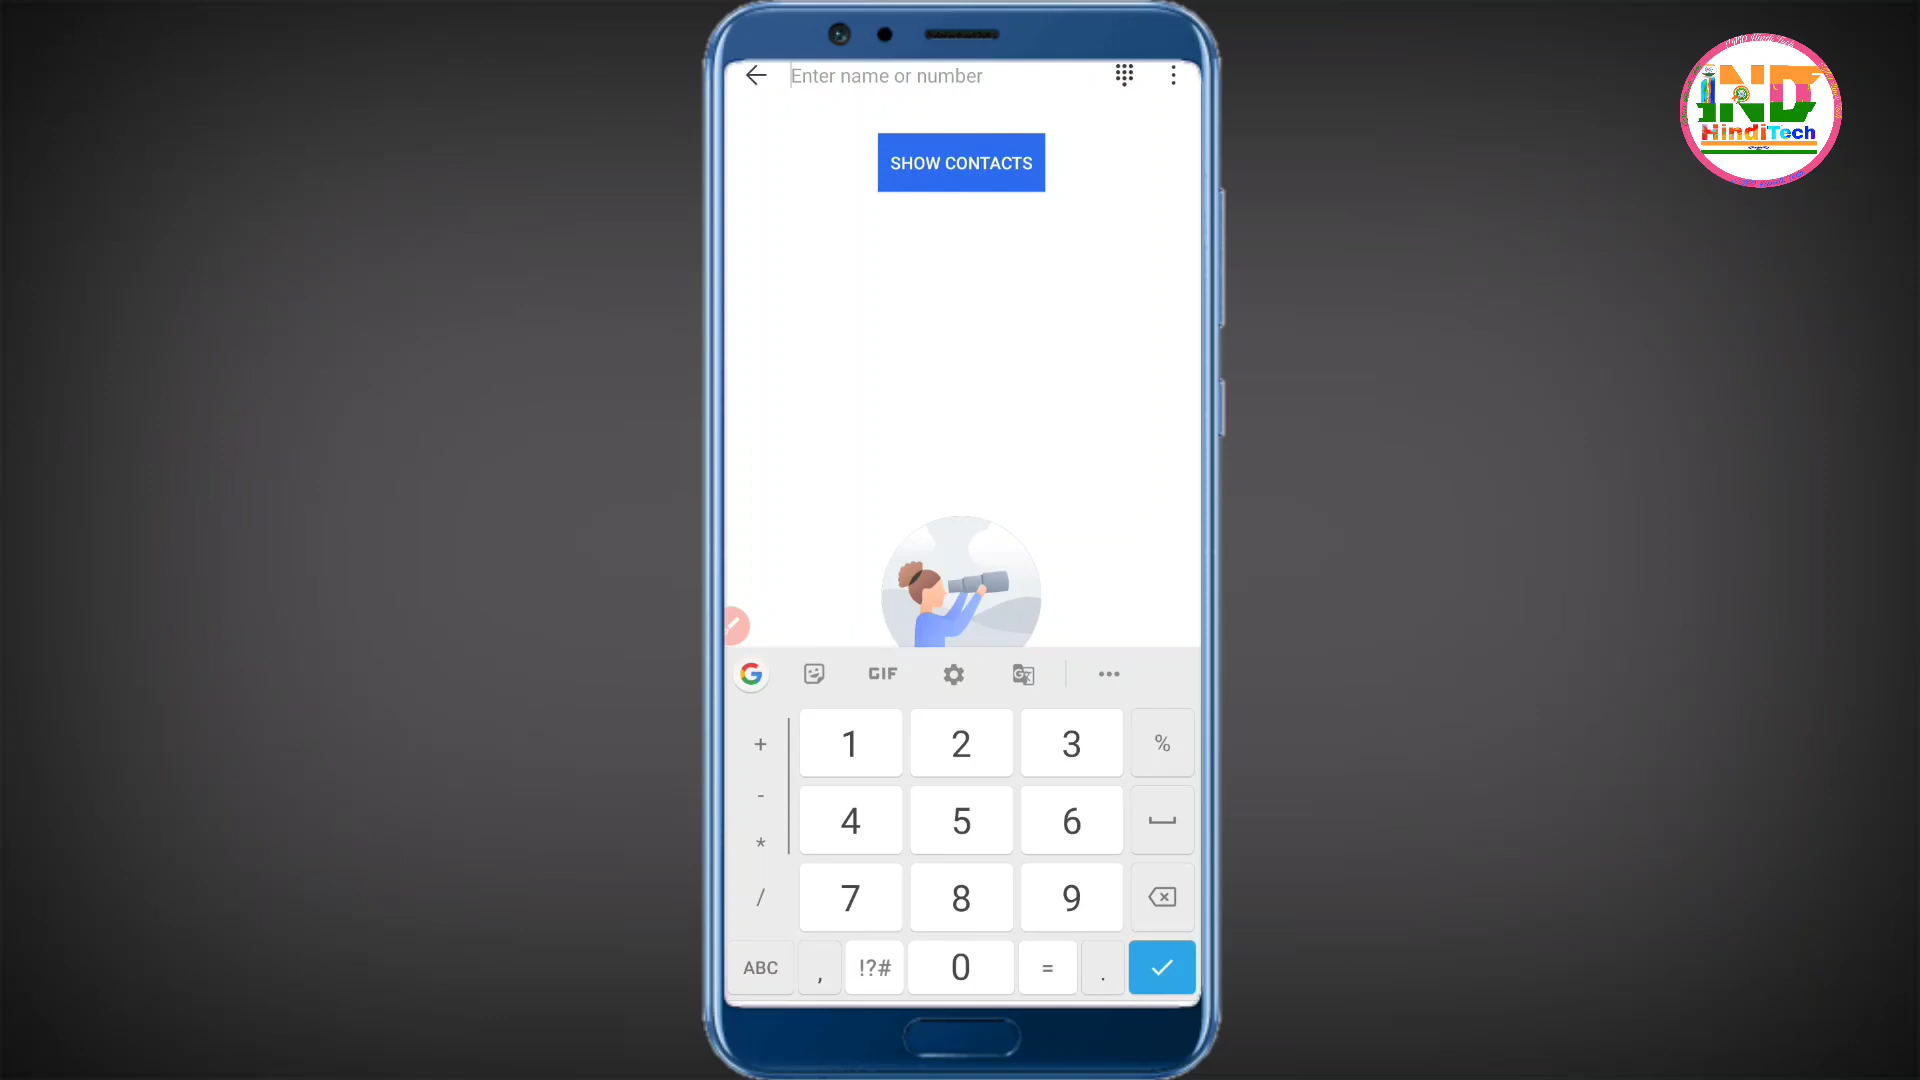 Enter name or number
iND
HindiTech
SHOW CONTACTS
GIF
+ 1 2 3 %
- 4 5 6
*
/ 7 8 9
ABC , !?# 0 = .